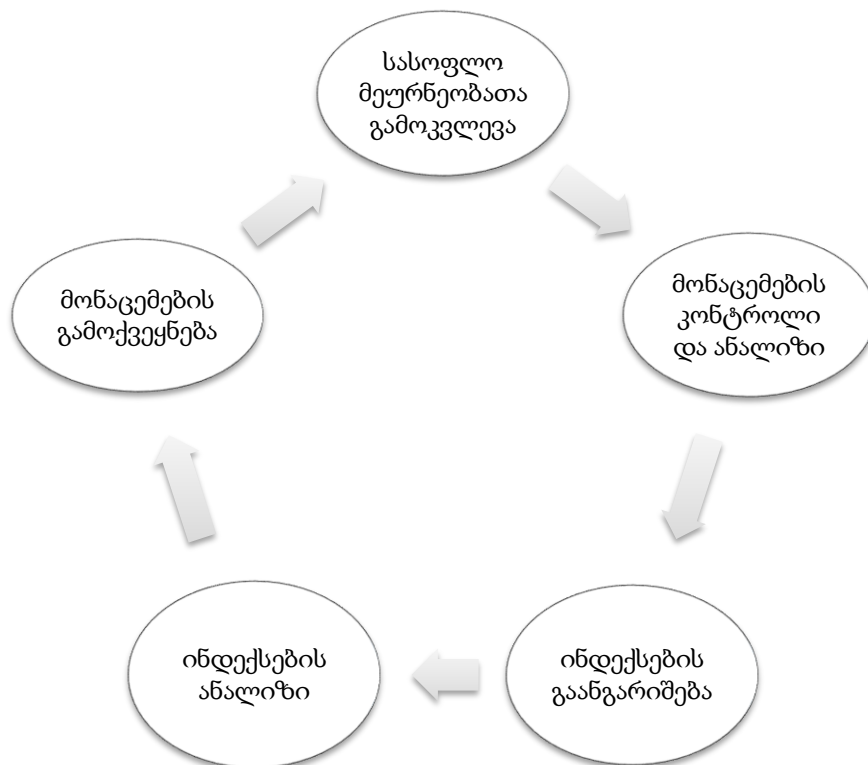 სასოფლო
მეურნეობათა
გამოკვლევა
მონაცემების
კონტროლი
და ანალიზი
ინდექსების
გაანგარიშება
ინდექსების
ანალიზი
მონაცემების
გამოქვეყნება